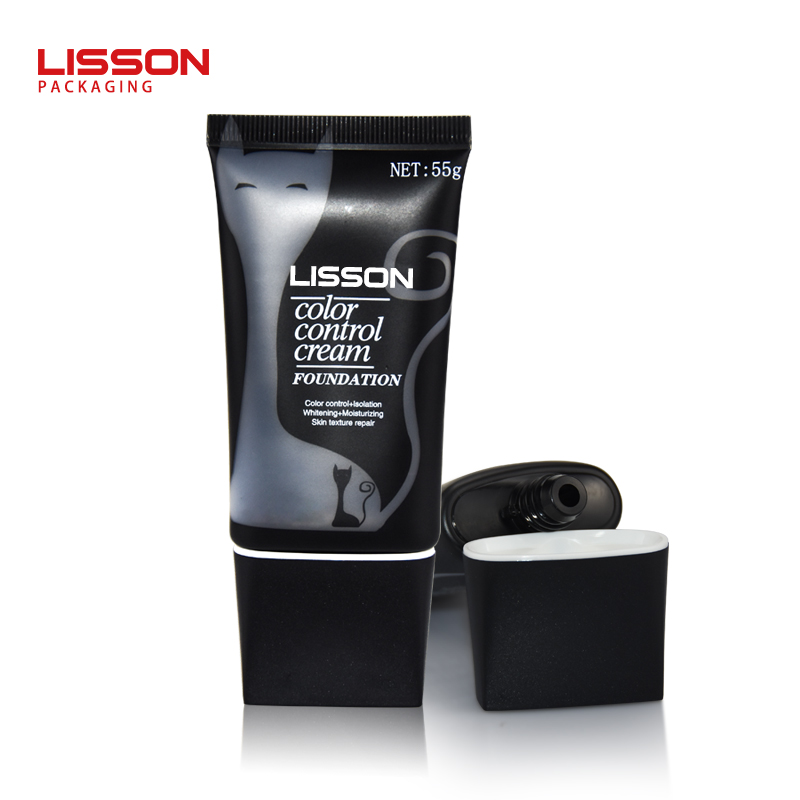 LISSON
PACKAGING
NET:55g
LISSON
color
control
cream
FOUNDATION
Color control+Isolation
Whitening+Moisturizing
Skin texture repair